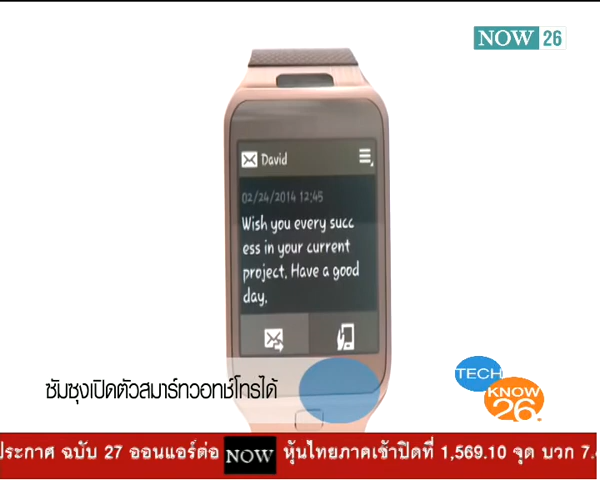 NOW 26
David
02/24/2014 12:45
Wish you every succ
ess in your current
project. Have a good
day.
ซัมซุงเปิดตัวสมาร์ทวอทช์โทรได้
TECH
KNOW
26.
ประกาศ ฉบับ 27 ออนแอร์ต่อ NOW หุ้นไทยภาคเช้าปิดที่ 1,569.10 จุด บวก 7.